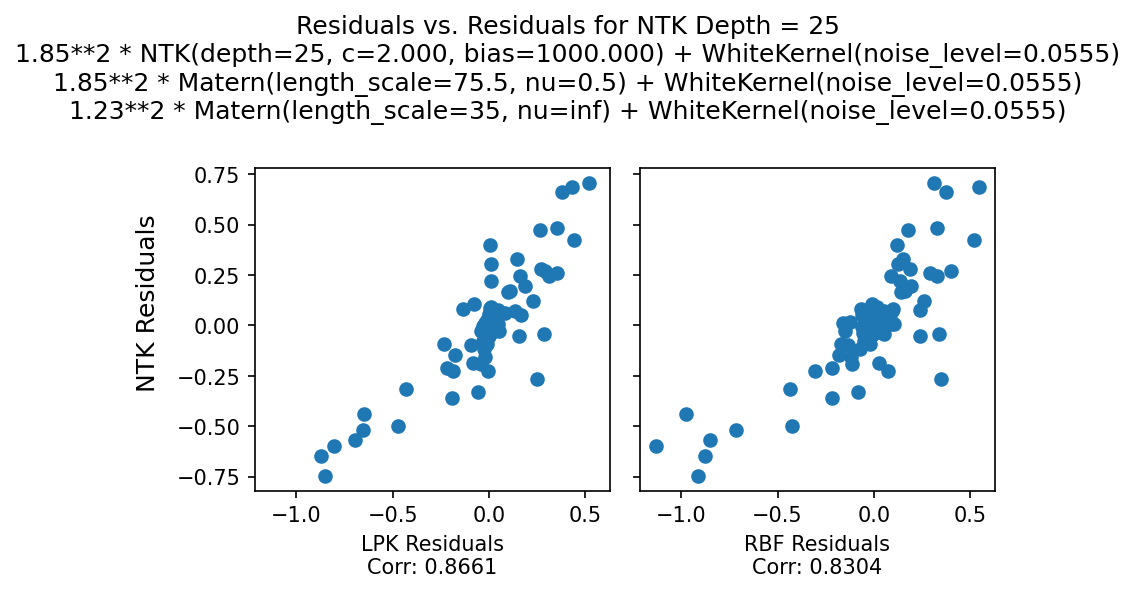 Residuals vs. Residuals for NTK Depth = 25
1.85**2 * NTK(depth=25, c=2.000, bias=1000.000) + WhiteKernel(noise_level=0.0555)
1.85**2 * Matern(length_scale=75.5, nu=0.5) + WhiteKernel(noise_level=0.0555)
1.23**2 * Matern(length_scale=35, nu=inf) + WhiteKernel(noise_level=0.0555)
NTK Residuals
0.75
0.50
0.25
0.00
−0.25
−0.50
−0.75
−1.0 −0.5 0.0 0.5
−1.0 −0.5 0.0 0.5
LPK Residuals
Corr: 0.8661
RBF Residuals
Corr: 0.8304